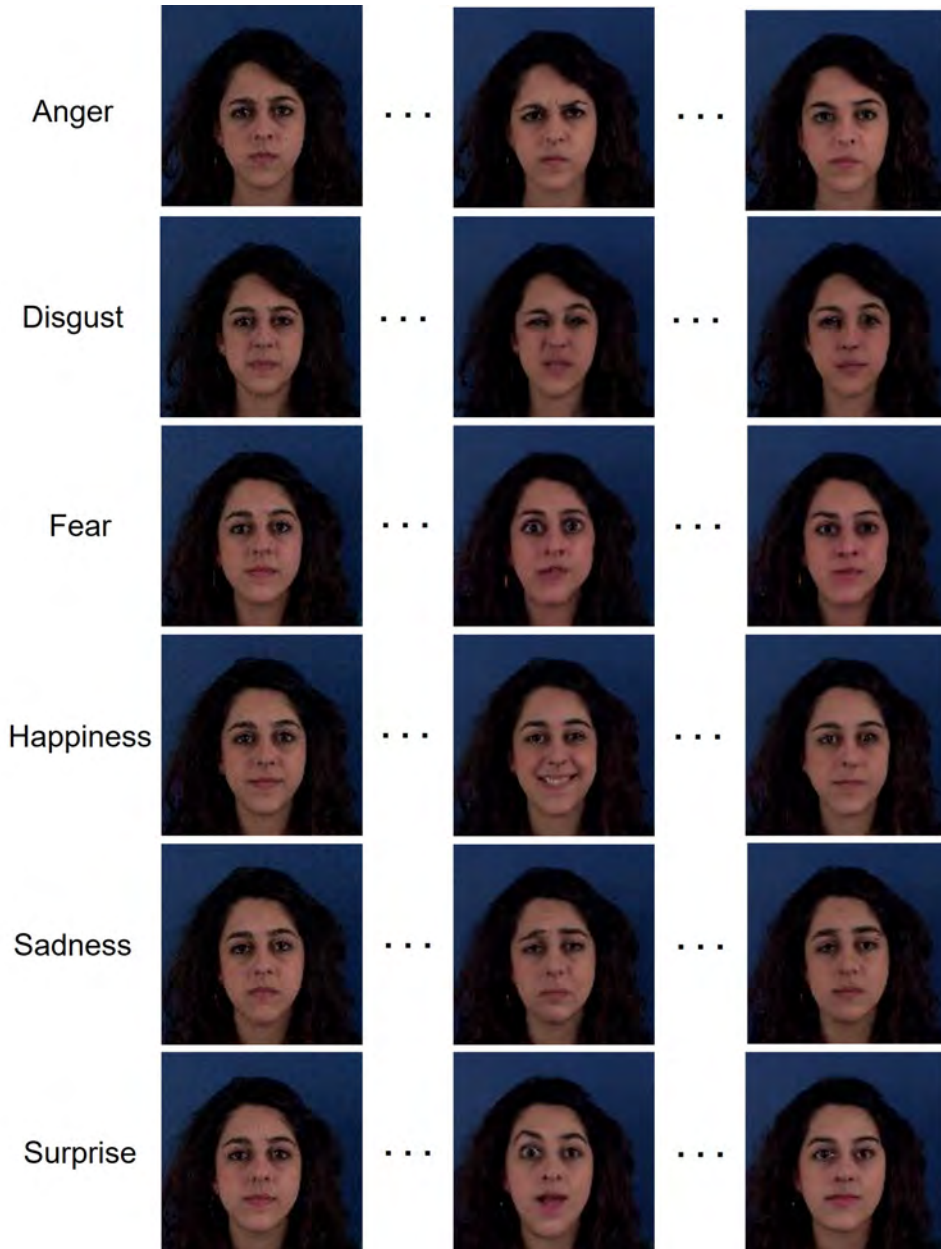 Anger
. . .
. . .
Disgust
. . .
. . .
Fear
. . .
. . .
Happiness
. . .
. . .
Sadness
. . .
. . .
Surprise
. . .
. . .